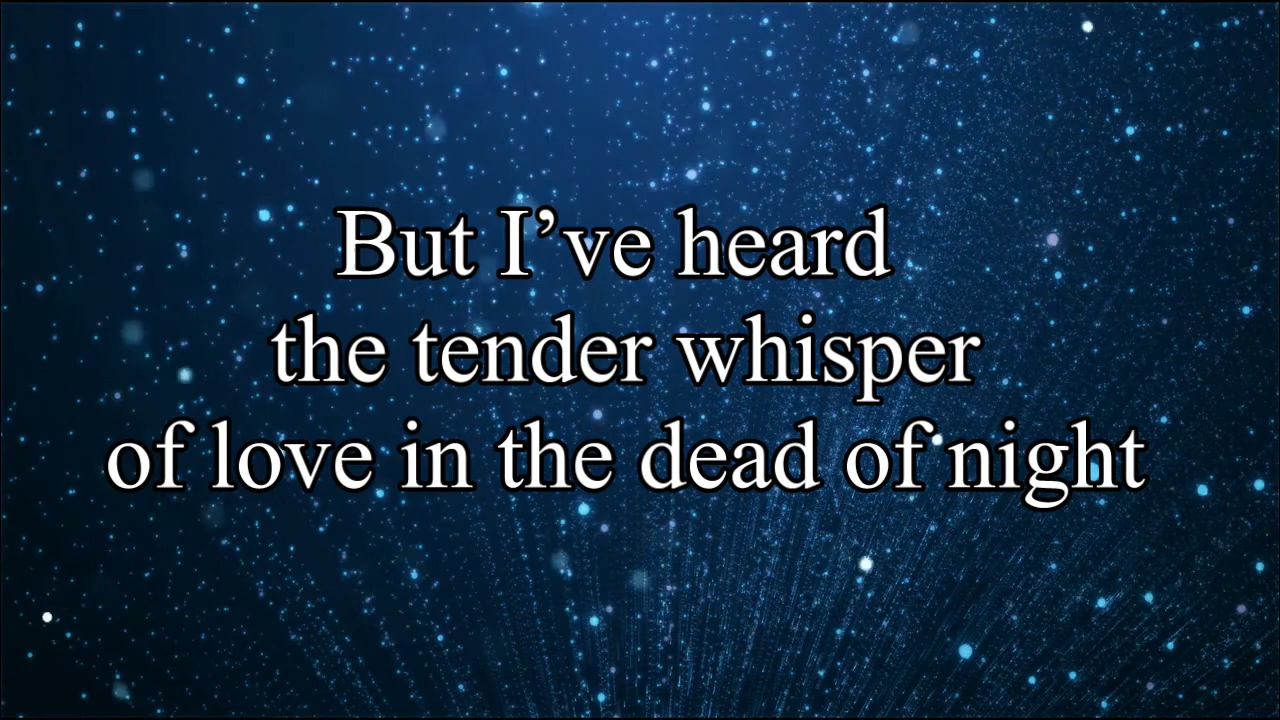 But I’ve heard
the tender whisper
of love in the dead of night